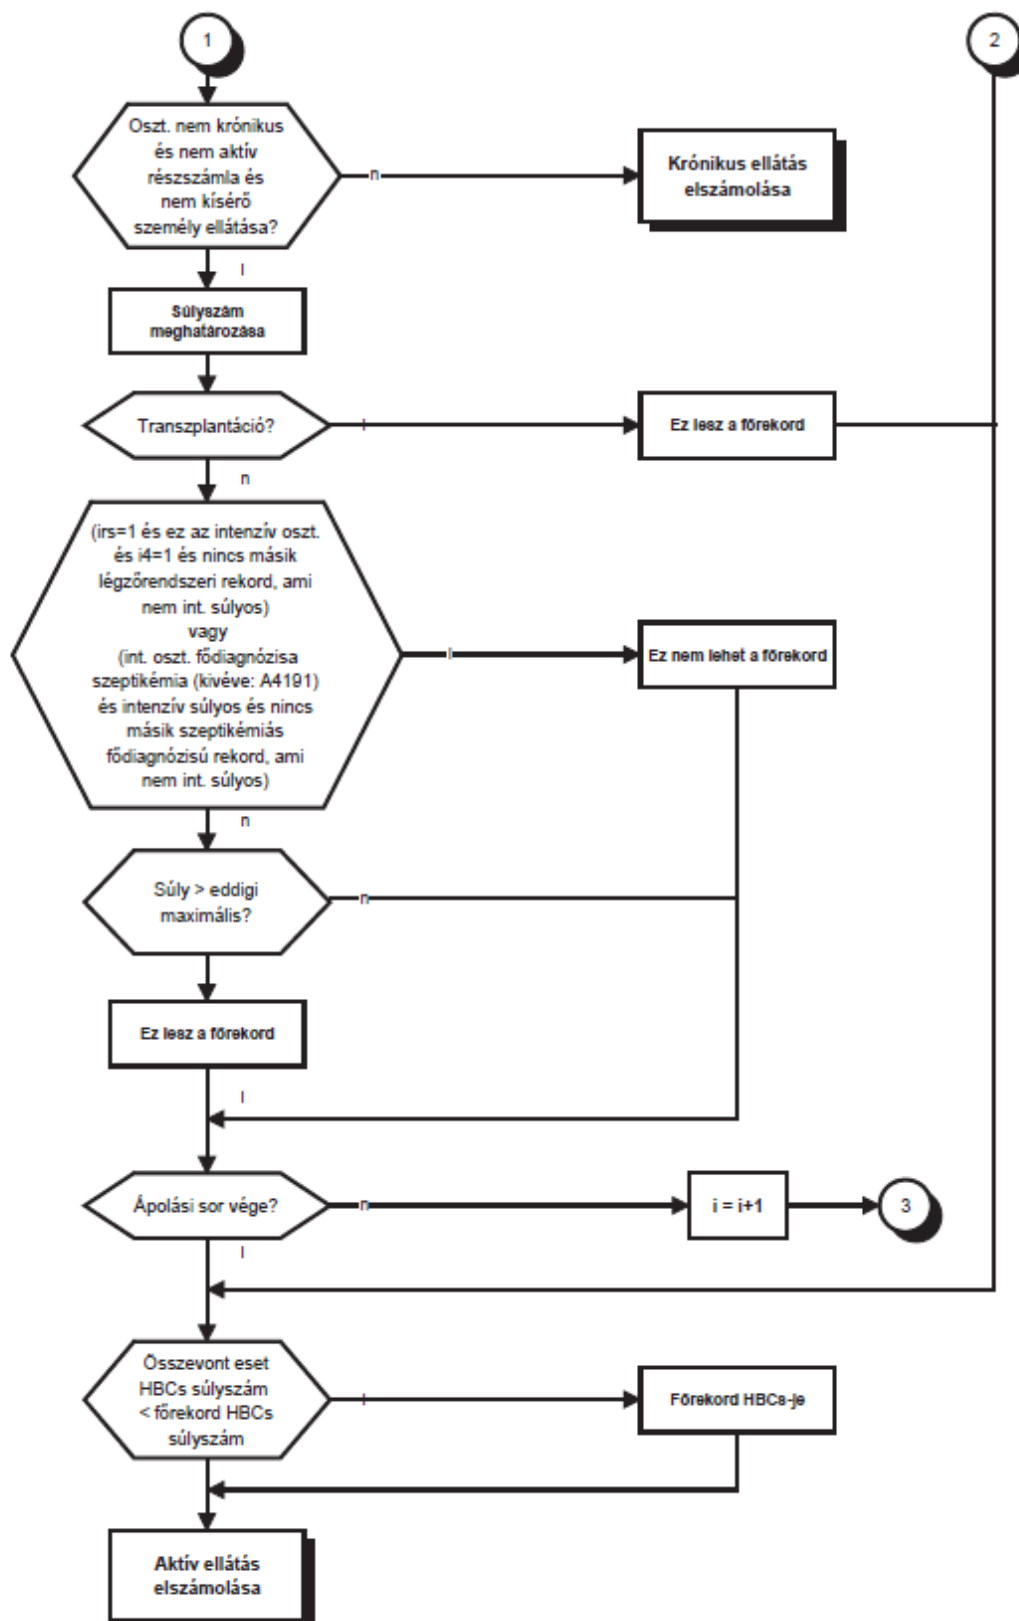 1
2
Oszt. nem krónikus
és nem aktív
részszámla és
nem kísérő
személy ellátása?
n
Krónikus ellátás
elszámolása
I
Súlyszám
meghatározása
Transzplantáció?
I
Ez lesz a főrekord
n
(irs=1 és ez az intenzív oszt.
és i4=1 és nincs másik
légzőrendszeri rekord, ami
nem int. súlyos)
vagy
(int. oszt. fődiagnózisa
szeptikémia (kivéve: A4191)
és intenzív súlyos és nincs
másik szeptikémiás
fődiagnózisú rekord, ami
nem int. súlyos)
I
Ez nem lehet a főrekord
n
Súly > eddigi
maximális?
n
Ez lesz a főrekord
I
Ápolási sor vége?
n
i = i+1
3
I
Összevont eset
HBCs súlyszám
< főrekord HBCs
súlyszám
I
Főrekord HBCs-je
Aktív ellátás
elszámolása